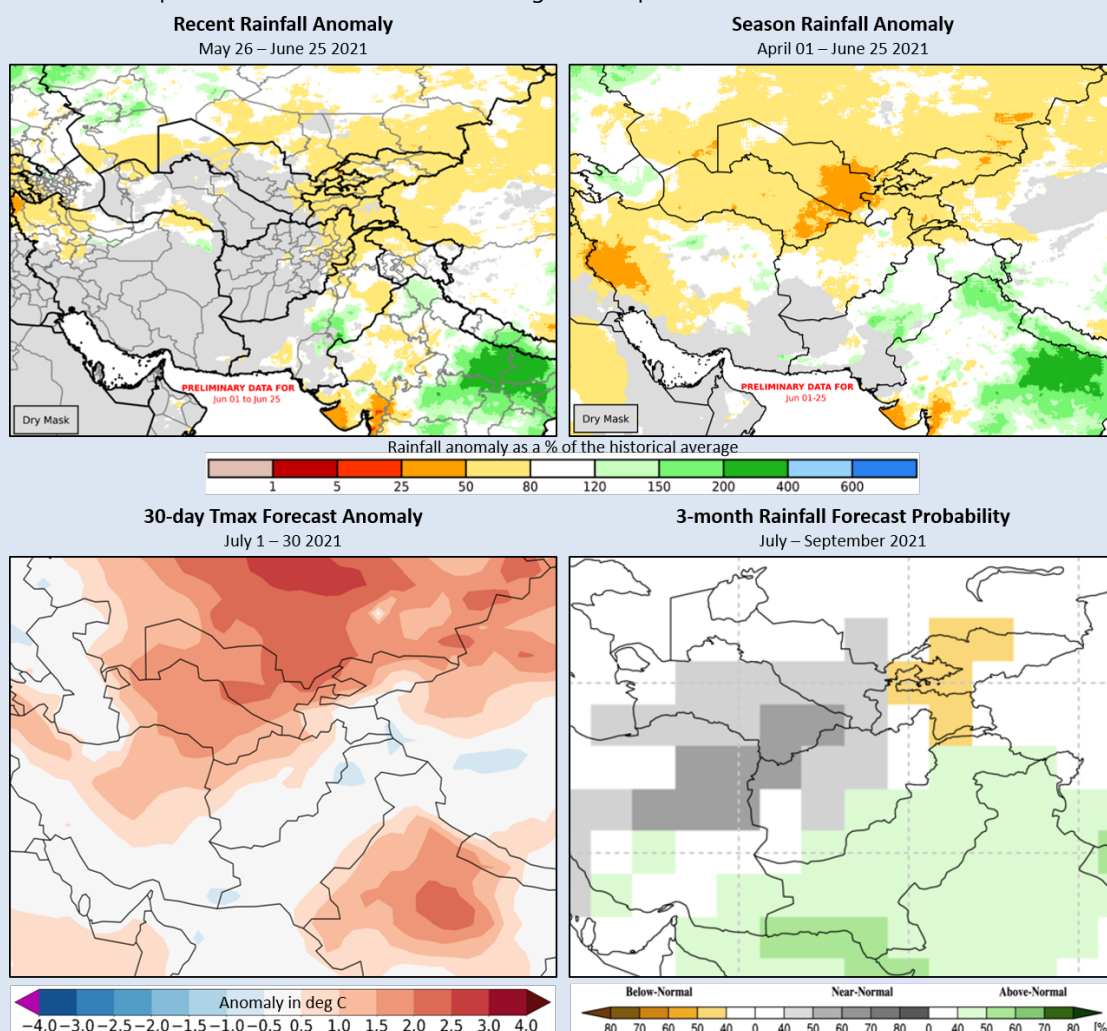 Recent Rainfall Anomaly
May 26 – June 25 2021
Season Rainfall Anomaly
April 01 – June 25 2021
PRELIMINARY DATA FOR
Jun 01 to Jun 25
Dry Mask
PRELIMINARY DATA FOR
Jun 01-25
Dry Mask
Rainfall anomaly as a % of the historical average
1 5 25 50 80 120 150 200 400 600
30-day Tmax Forecast Anomaly
July 1 – 30 2021
3-month Rainfall Forecast Probability
July – September 2021
Anomaly in deg C
−4.0 −3.0 −2.5 −2.0 −1.5 −1.0 −0.5 0.5 1.0 1.5 2.0 2.5 3.0 4.0
Below-Normal Near-Normal Above-Normal
80 70 60 50 40 0 40 50 60 70 80 0 40 50 60 70 80